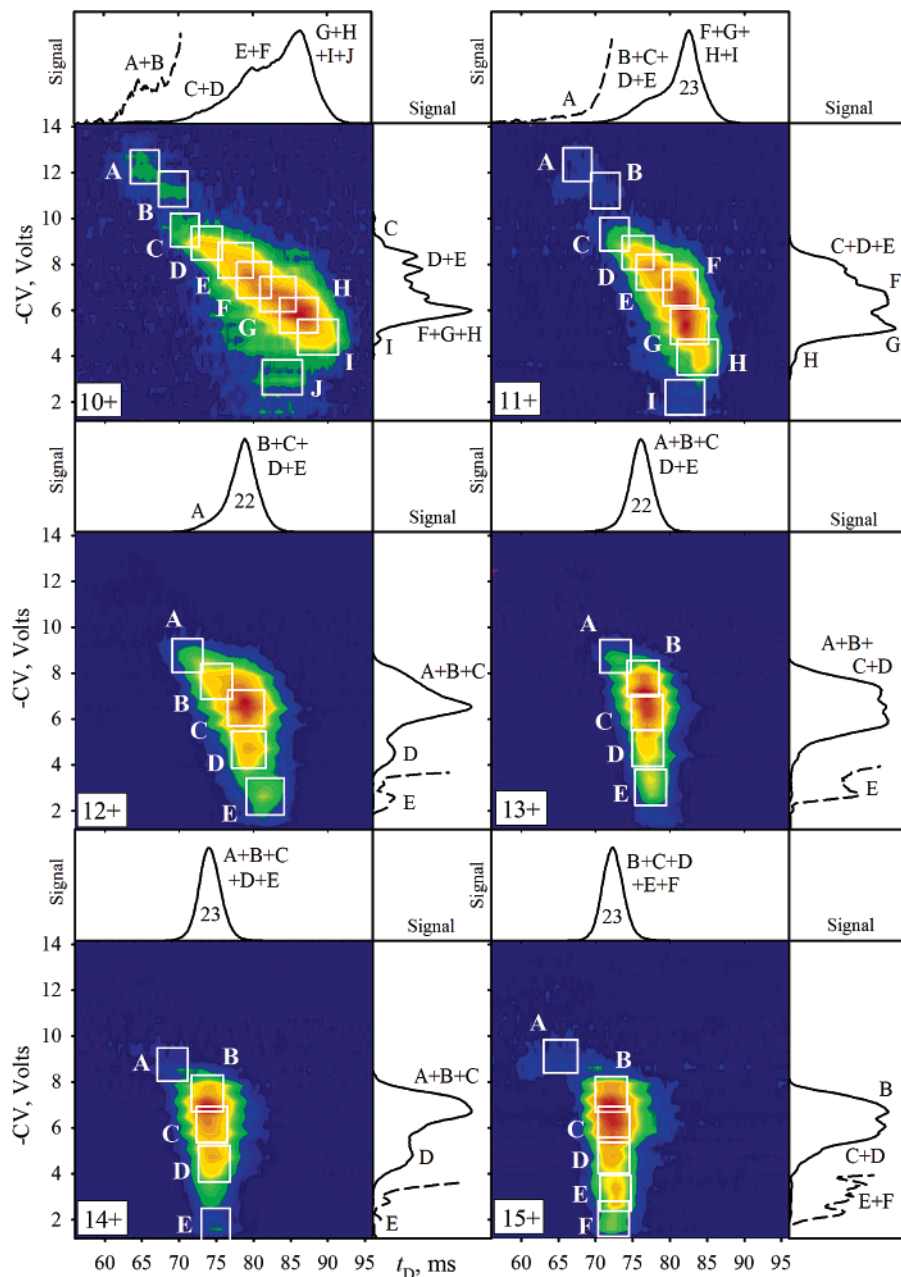 G+H
+I+J
F+G+
H+I
Signal
A+B
E+F
C+D
Signal
Signal
B+C+
D+E
A
23
Signal
14
12
10
8
6
4
2
-CV, Volts
A
B
C
D
E
F
G
H
I
J
10+
C
D+E
F+G+H
I
A
B
C
D
E
F
G
H
I
11+
C+D+E
F
G
H
Signal
B+C+
D+E
A
22
Signal
Signal
A+B+C
D+E
22
Signal
14
12
10
8
6
4
2
-CV, Volts
A
B
C
D
E
12+
A+B+C
D
E
A
B
C
D
E
13+
A+B+
C+D
E
Signal
A+B+C
+D+E
23
Signal
Signal
B+C+D
+E+F
23
Signal
14
12
10
8
6
4
2
-CV, Volts
A
B
C
D
E
14+
A+B+C
D
E
A
B
C
D
E
F
15+
B
C+D
E+F
60 65 70 75 80 85 90 95 tD, ms 60 65 70 75 80 85 90 95